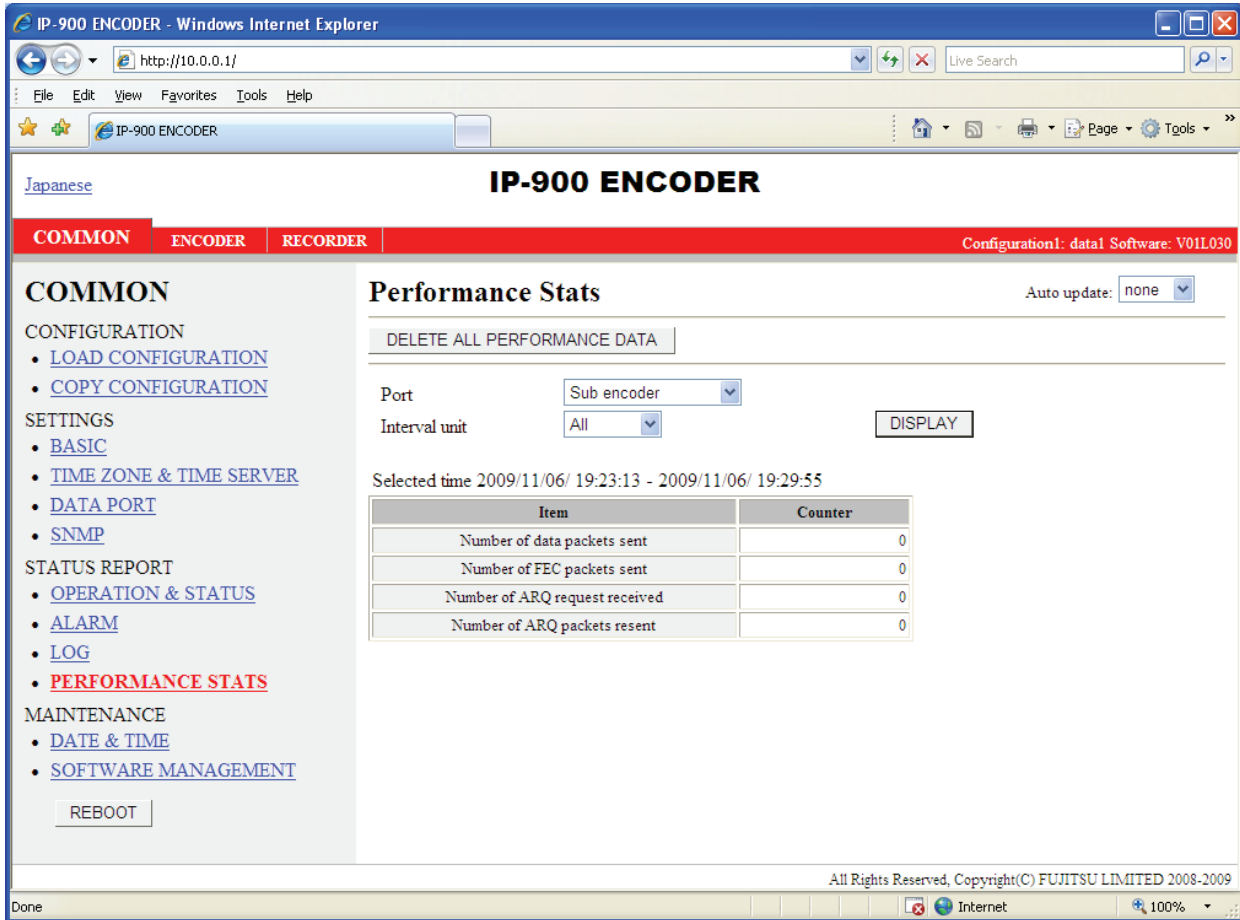 IP-900 ENCODER - Windows Internet Explorer
http://10.0.0.1/
Live Search
File Edit View Favorites Tools Help
IP-900 ENCODER
Page Tools »
Japanese
IP-900 ENCODER
COMMON ENCODER RECORDER
Configuration1: data1 Software: V01L030
COMMON
CONFIGURATION
• LOAD CONFIGURATION
• COPY CONFIGURATION
SETTINGS
• BASIC
• TIME ZONE & TIME SERVER
• DATA PORT
• SNMP
STATUS REPORT
• OPERATION & STATUS
• ALARM
• LOG
• PERFORMANCE STATS
MAINTENANCE
• DATE & TIME
• SOFTWARE MANAGEMENT
REBOOT
Performance Stats
Auto update: none
DELETE ALL PERFORMANCE DATA
Port Sub encoder
Interval unit All DISPLAY
Selected time 2009/11/06/ 19:23:13 - 2009/11/06/ 19:29:55
Item Counter
Number of data packets sent 0
Number of FEC packets sent 0
Number of ARQ request received 0
Number of ARQ packets resent 0
All Rights Reserved, Copyright(C) FUJITSU LIMITED 2008-2009
Done
Internet
100%